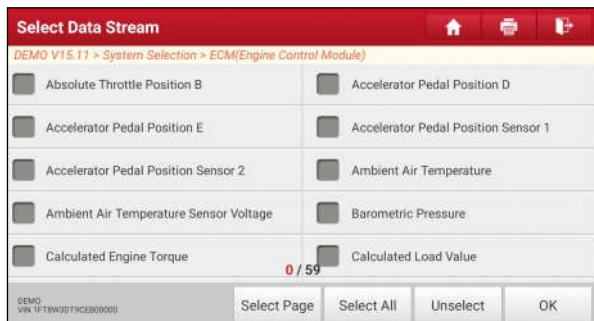 Select Data Stream
DEMO V15.11 > System Selection > ECM(Engine Control Module)
Absolute Throttle Position B
Accelerator Pedal Position D
Accelerator Pedal Position E
Accelerator Pedal Position Sensor 1
Accelerator Pedal Position Sensor 2
Ambient Air Temperature
Ambient Air Temperature Sensor Voltage
Barometric Pressure
Calculated Engine Torque
Calculated Load Value
0 / 59
DEMO
VIN 1FT8W3DT9CEB00000
Select Page
Select All
Unselect
OK